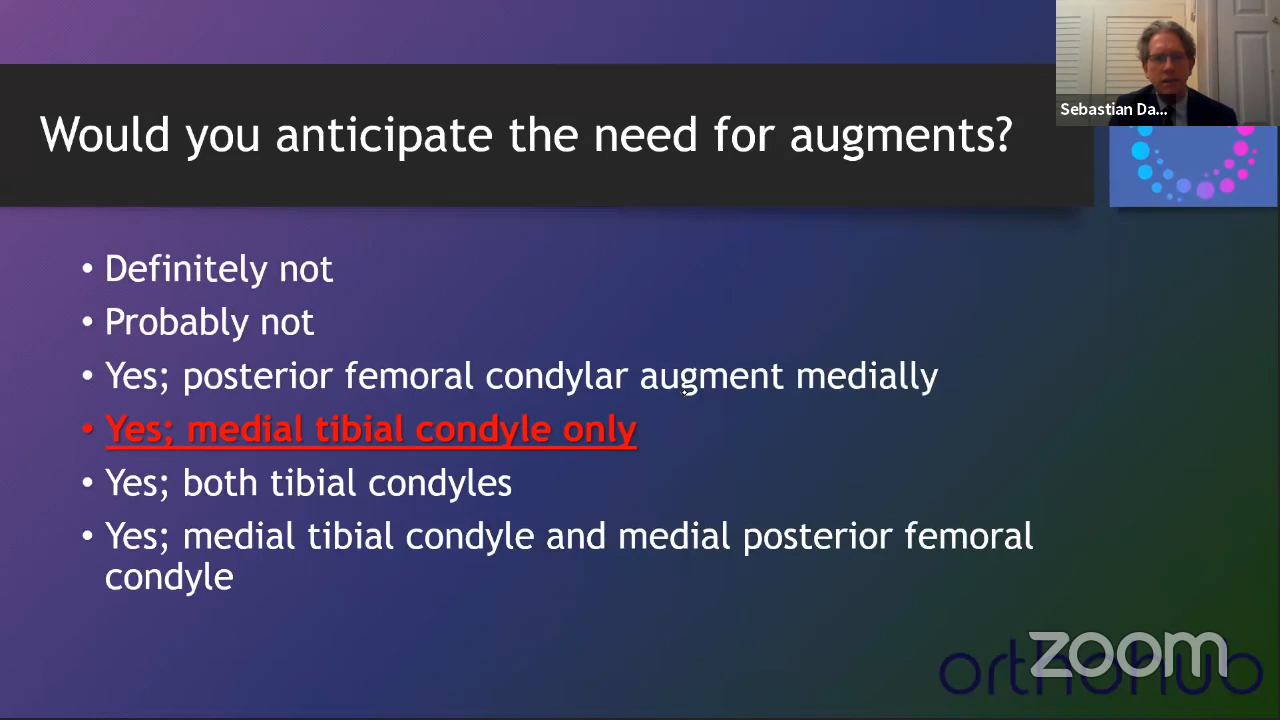 Sebastian Da...
Would you anticipate the need for augments?
• Definitely not
• Probably not
• Yes; posterior femoral condylar augment medially
• Yes; medial tibial condyle only
• Yes; both tibial condyles
• Yes; medial tibial condyle and medial posterior femoral
condyle
zoom
orthohub